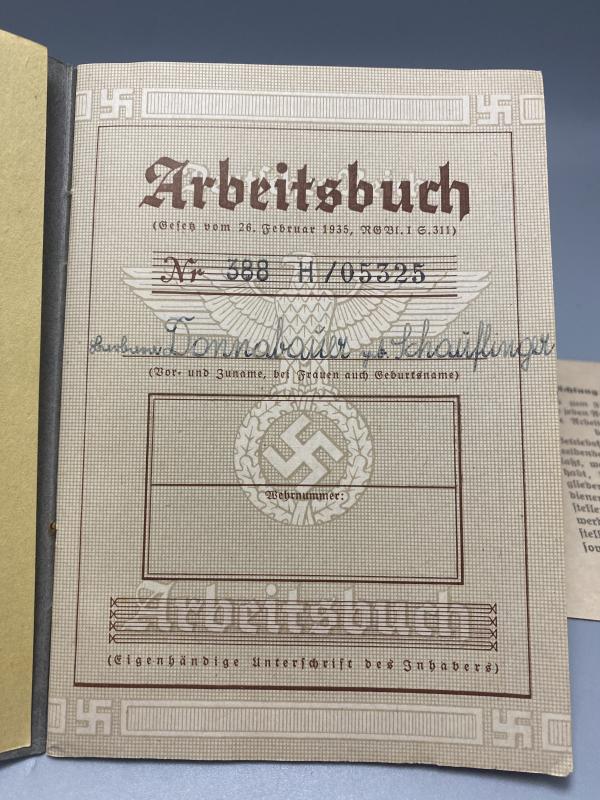 Arbeitsbuch
(Gesetz vom 26. Februar 1935, RGBl. I S. 311)
Nr. 388 H/05325
Barbara Donnabauer geb. Schauflinger
(Vor- und Zuname, bei Frauen auch Geburtsname)
Wehrnummer:
Arbeitsbuch
(Eigenhändige Unterschrift des Inhabers)